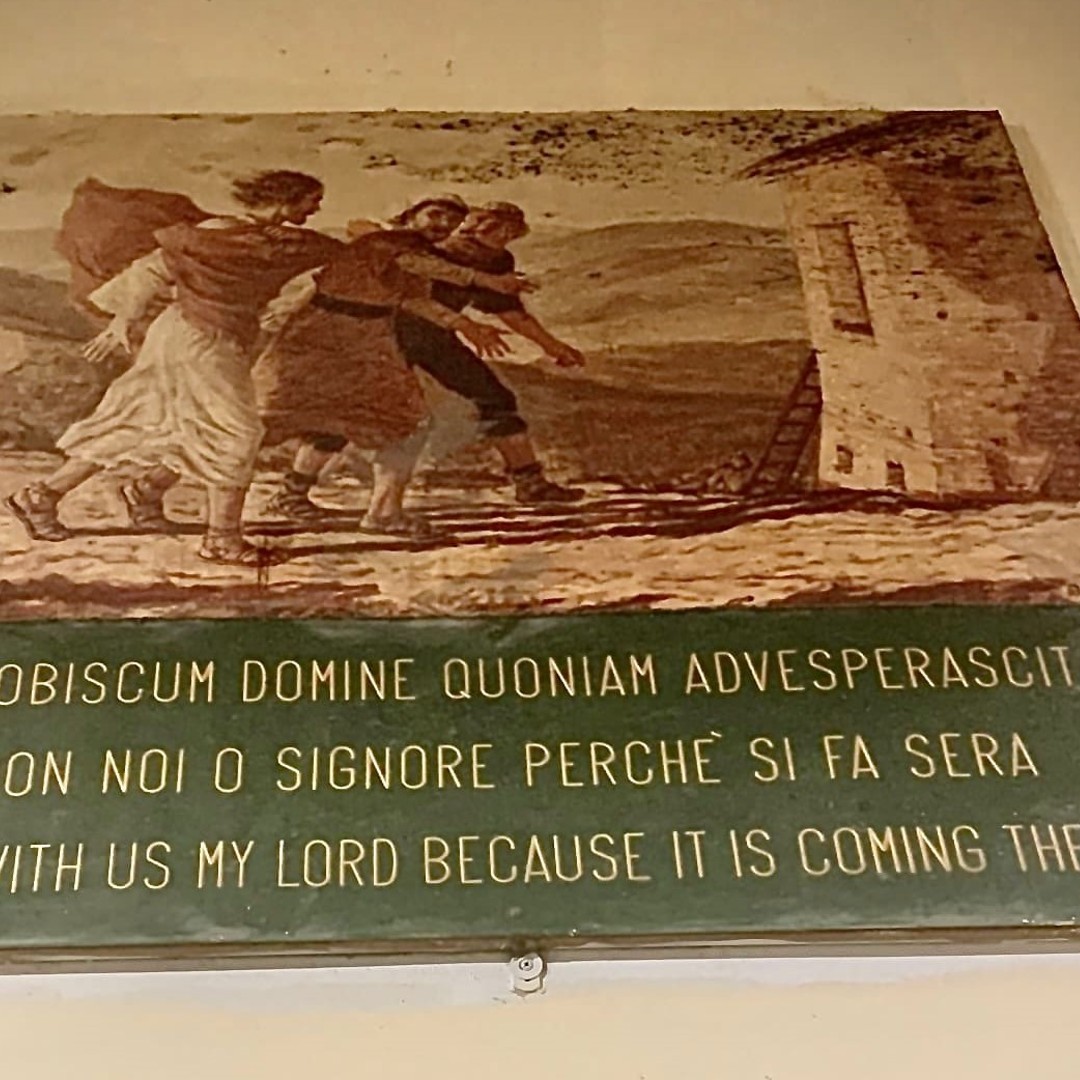 OBISCUM DOMINE QUONIAM ADVESPERASCIT
ON NOI O SIGNORE PERCHÈ SI FA SERA
WITH US MY LORD BECAUSE IT IS COMING THE